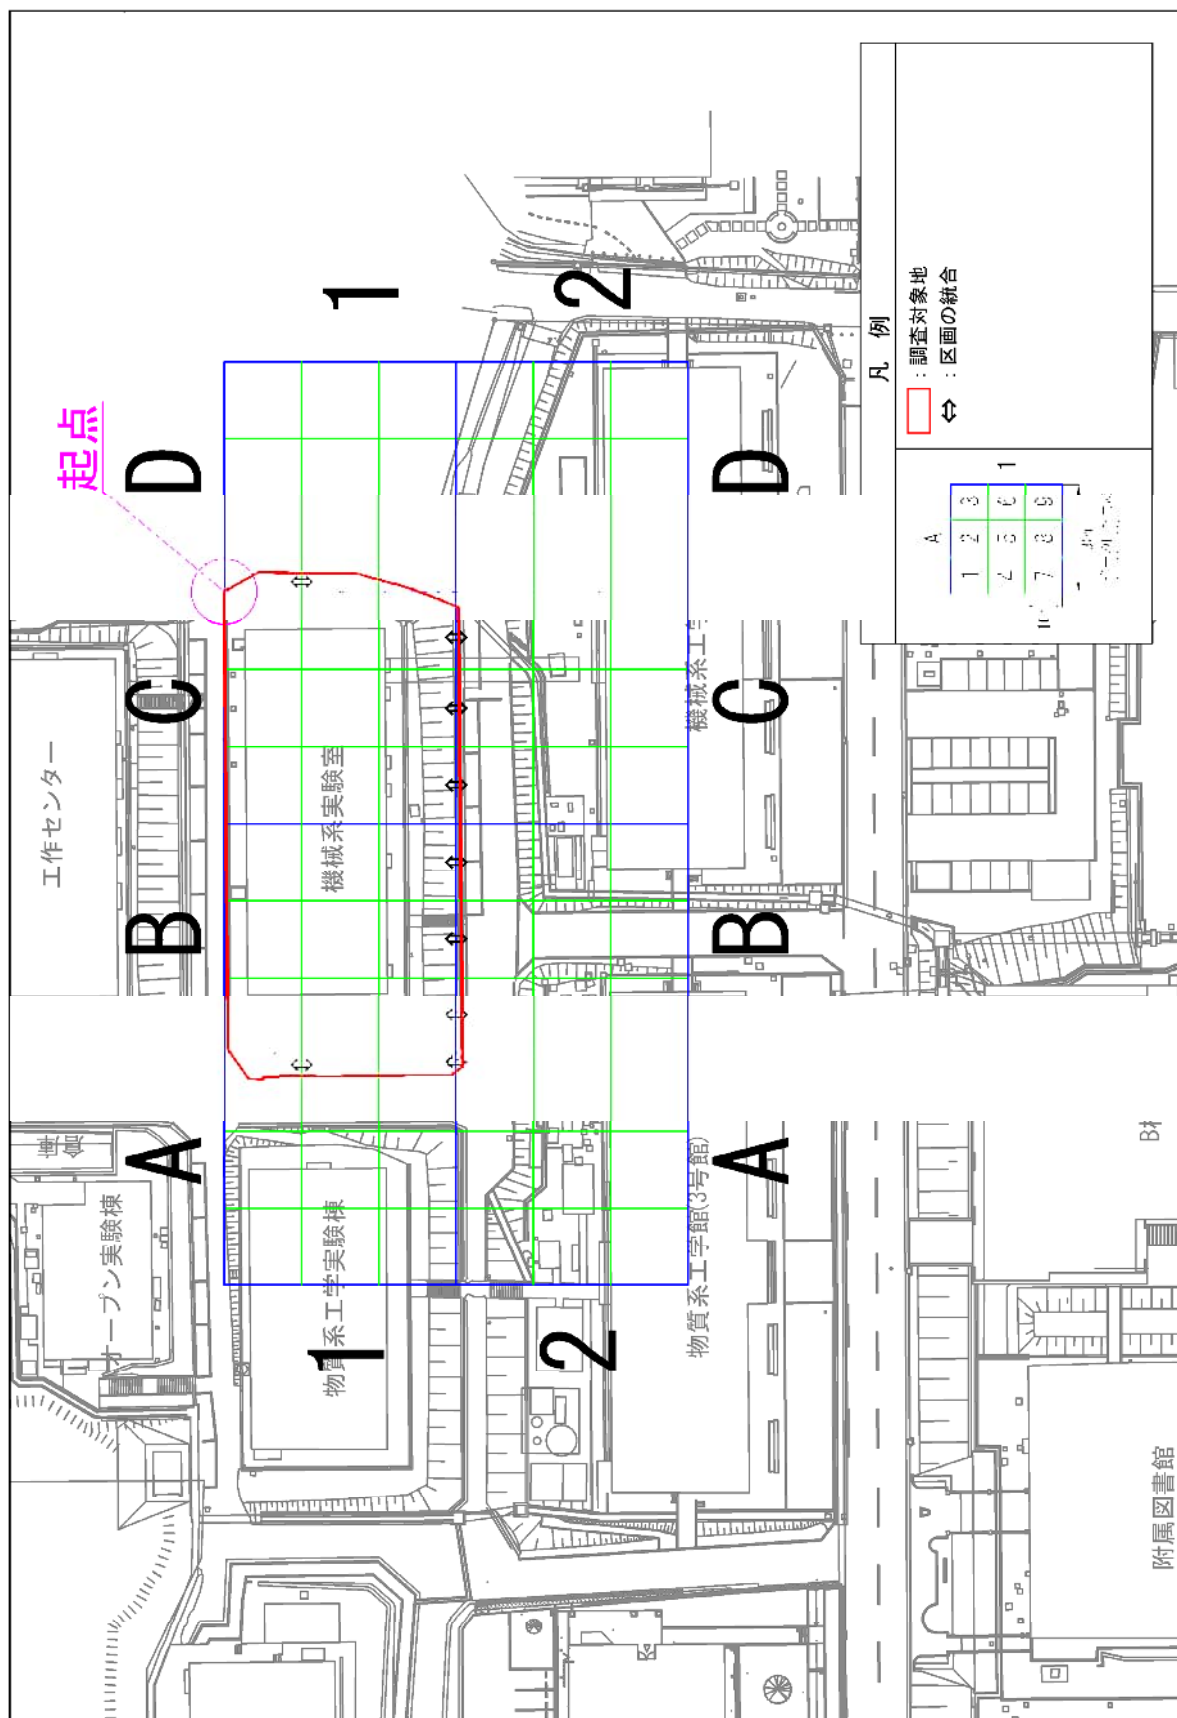 起点
D
C
B
A
1
2
1
2
D
C
B
A
工作センター
機械系実験室
オープン実験棟
物質系工学実験棟
物質系工学館(3号館)
機械系工学
附属図書館
凡 例
:調査対象地
:区画の統合
A
1
1 2 3
6
7 8 9